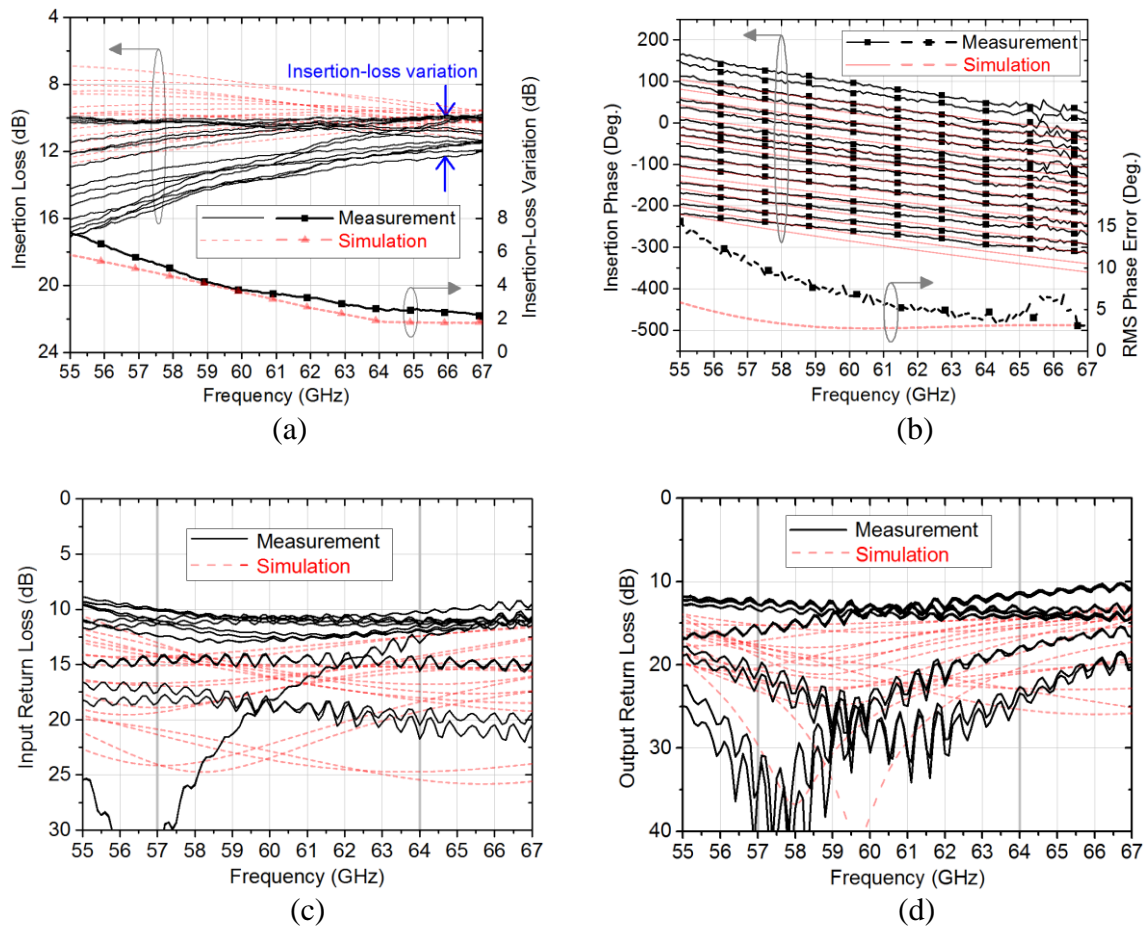 4
8
12
16
20
24
Insertion Loss (dB)
Insertion-loss variation
Measurement
Simulation
8
6
4
2
0
Insertion-Loss Variation (dB)
55 56 57 58 59 60 61 62 63 64 65 66 67
Frequency (GHz)
(a)
200
100
0
-100
-200
-300
-400
-500
Insertion Phase (Deg.)
Measurement
Simulation
15
10
5
0
RMS Phase Error (Deg.)
55 56 57 58 59 60 61 62 63 64 65 66 67
Frequency (GHz)
(b)
0
5
10
15
20
25
30
Input Return Loss (dB)
Measurement
Simulation
55 56 57 58 59 60 61 62 63 64 65 66 67
Frequency (GHz)
(c)
0
10
20
30
40
Output Return Loss (dB)
Measurement
Simulation
55 56 57 58 59 60 61 62 63 64 65 66 67
Frequency (GHz)
(d)